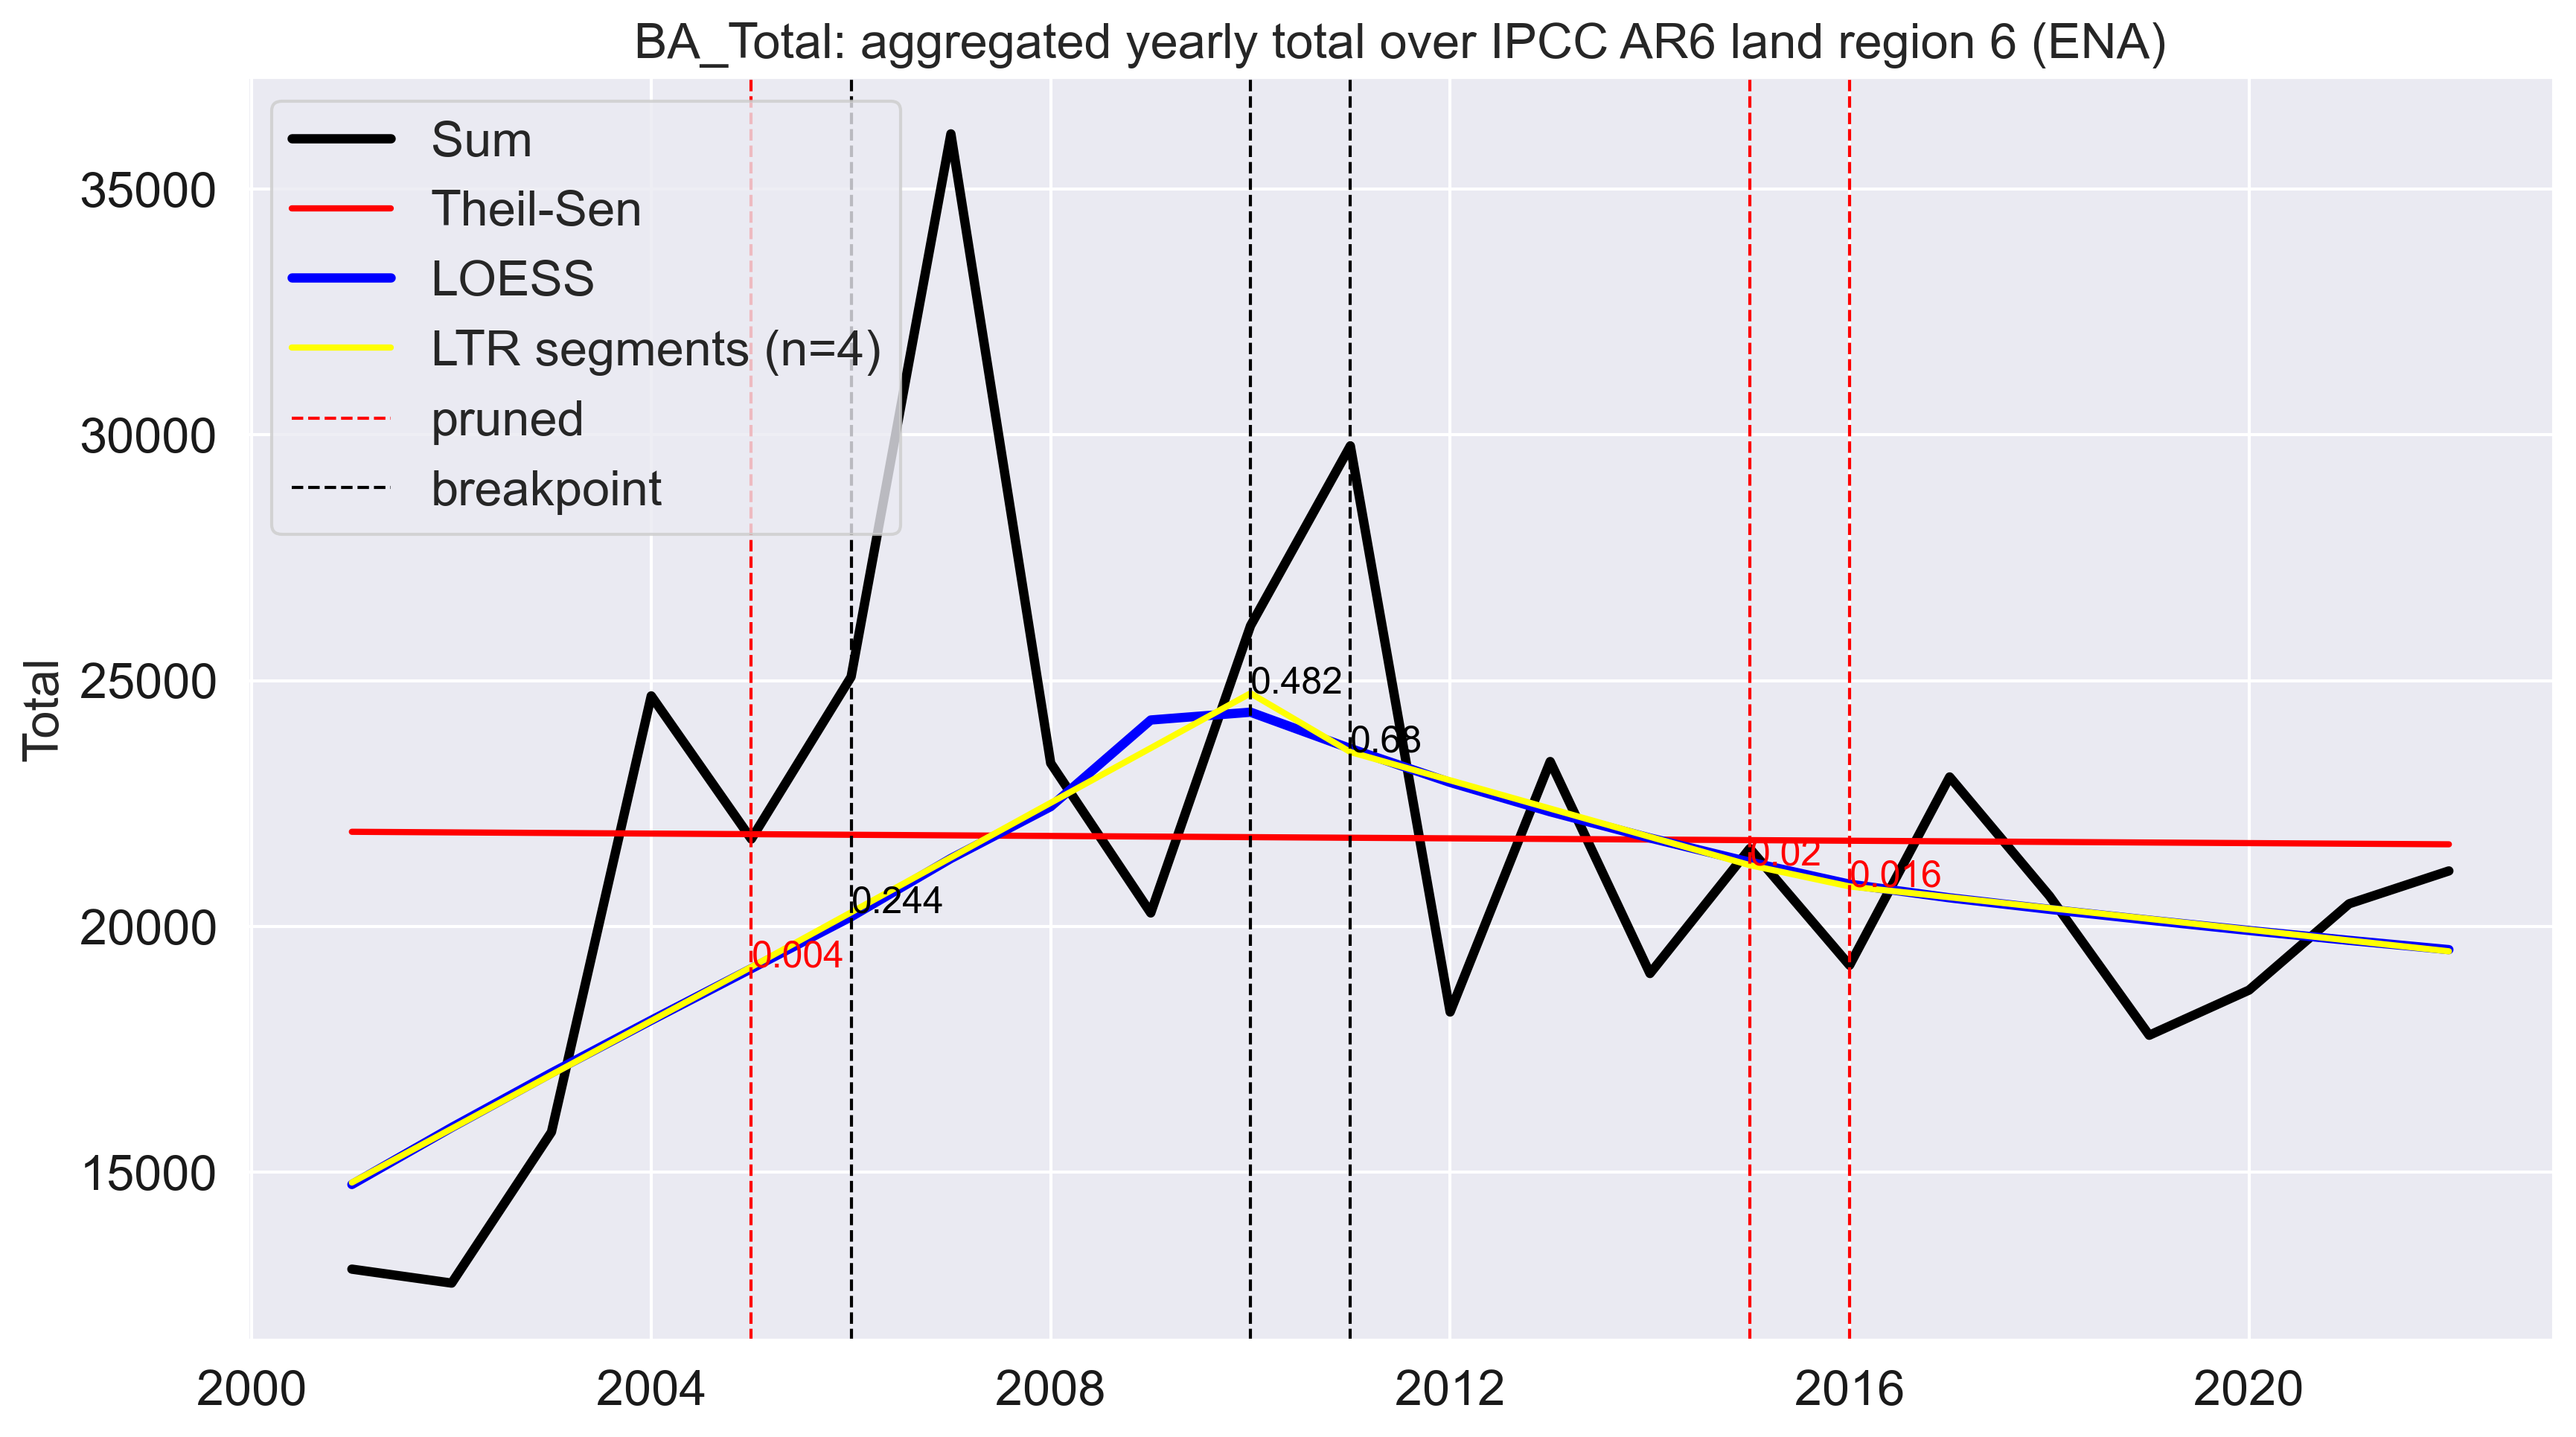 BA_Total: aggregated yearly total over IPCC AR6 land region 6 (ENA)
Sum
Theil-Sen
LOESS
LTR segments (n=4)
pruned
breakpoint
Total
35000
30000
25000
20000
15000
0.482
0.68
0.02
0.016
0.244
0.004
2000
2004
2008
2012
2016
2020